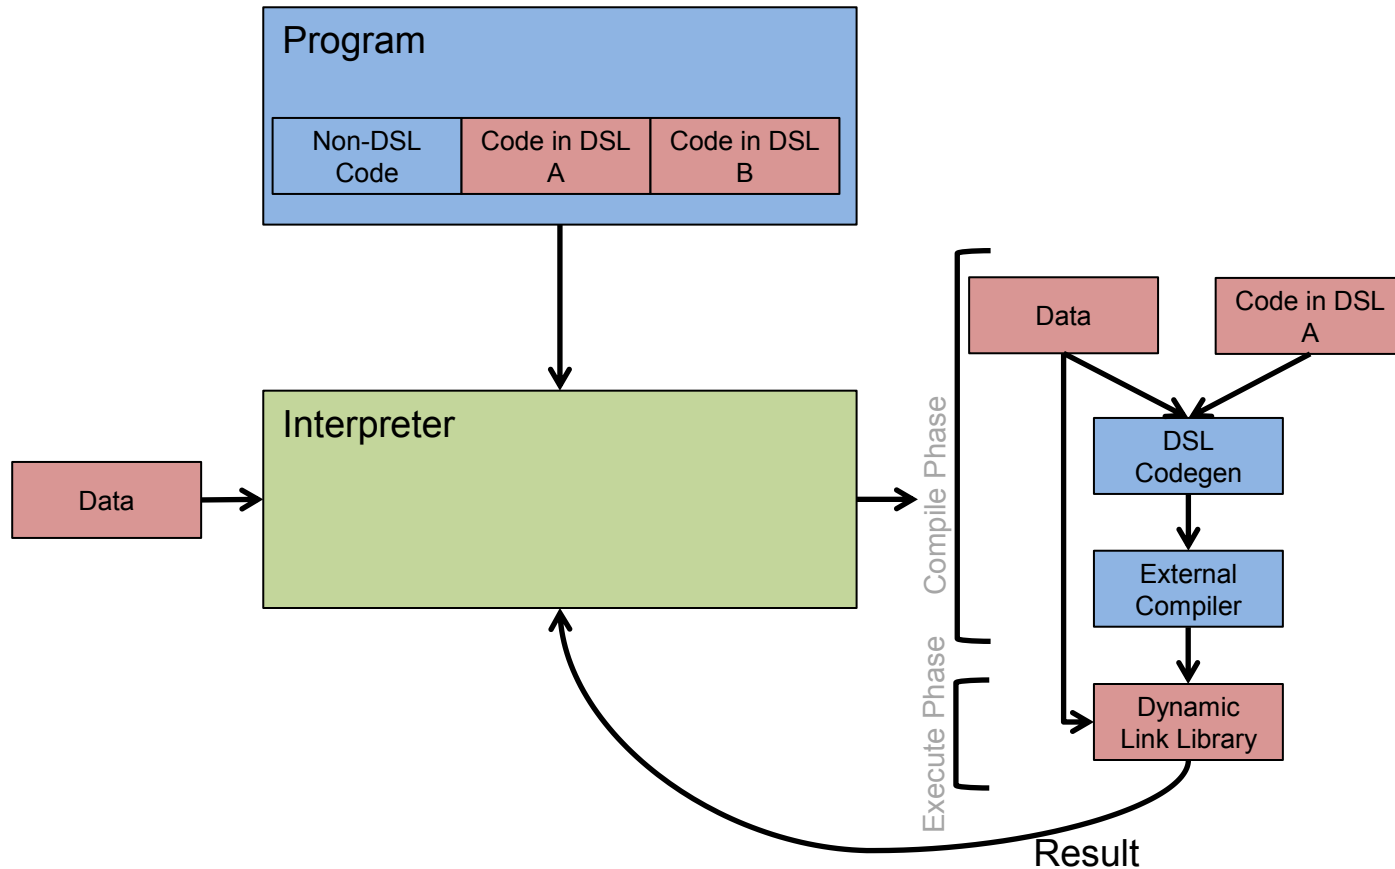 Program
Non-DSL
Code
Code in DSL
A
Code in DSL
B
Data
Interpreter
Compile Phase
Execute Phase
Data
Code in DSL
A
DSL
Codegen
External
Compiler
Dynamic
Link Library
Result